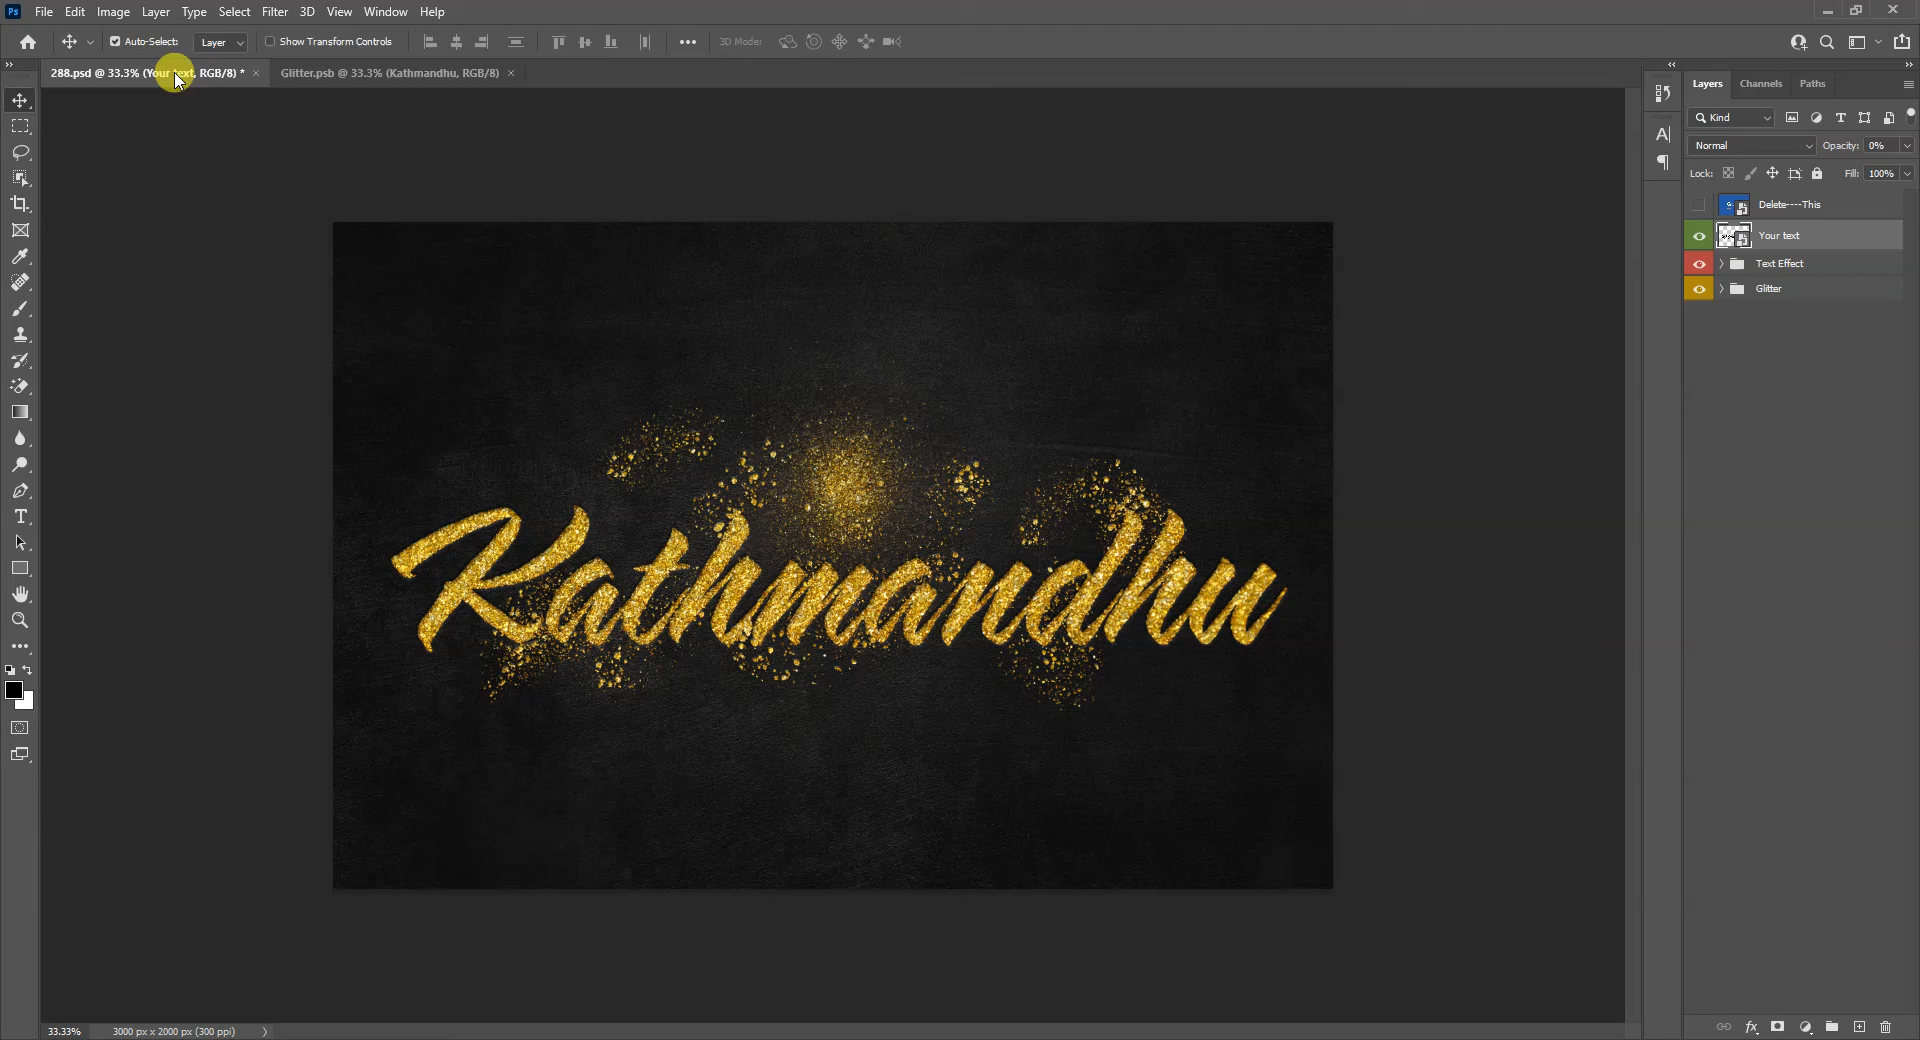 Ps File Edit Image Layer Type Select Filter 3D View Window Help
Auto-Select: Layer Show Transform Controls 3D Mode:
288.psd @ 33.3% (Your text, RGB/8) * × Glitter.psb @ 33.3% (Kathmandhu, RGB/8) ×
Layers Channels Paths
Kind
Normal Opacity: 0%
Lock: Fill: 100%
Delete----This
Your text
Text Effect
Glitter
Kathmandhu
33.33% 3000 px x 2000 px (300 ppi)